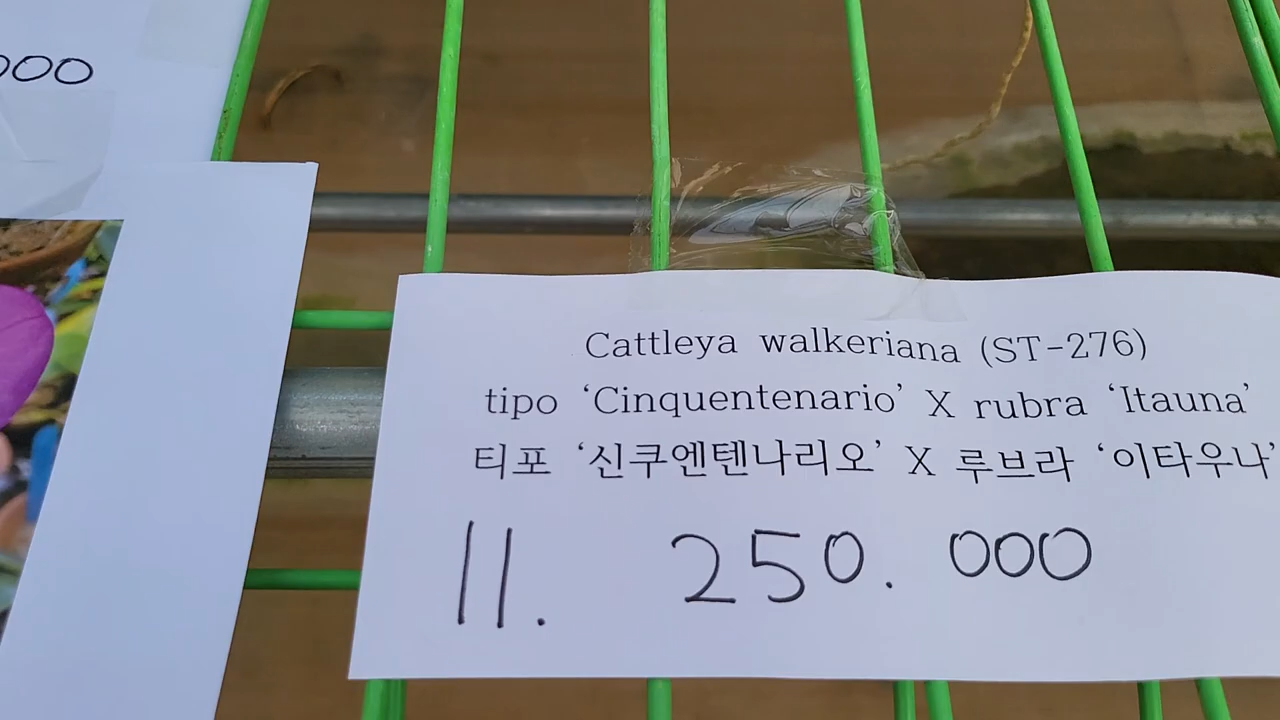 000
Cattleya walkeriana (ST-276)
tipo ‘Cinquentenario’ X rubra ‘Itauna’
티포 ‘신쿠엔텐나리오’ X 루브라 ‘이타우나’
11. 250. 000